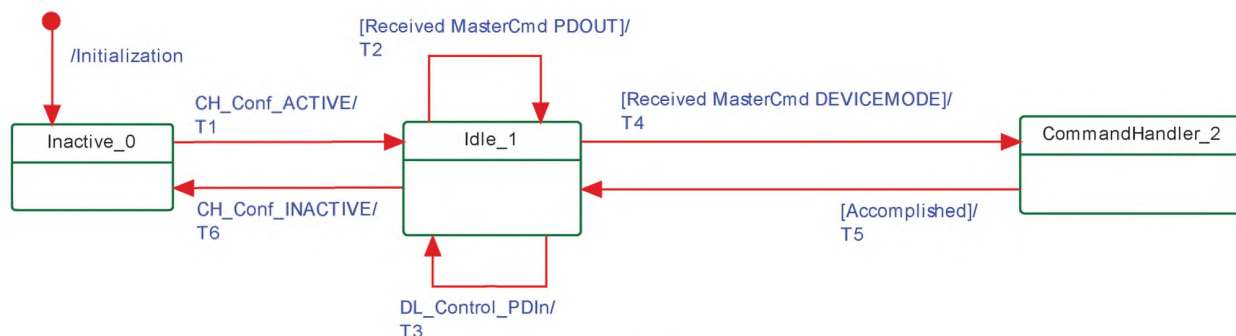 [Received MasterCmd PDOUT]/
T2
/Initialization
CH_Conf_ACTIVE/
T1
[Received MasterCmd DEVICEMODE]/
T4
Inactive_0
Idle_1
CommandHandler_2
CH_Conf_INACTIVE/
T6
[Accomplished]/
T5
DL_Control_PDIn/
T3